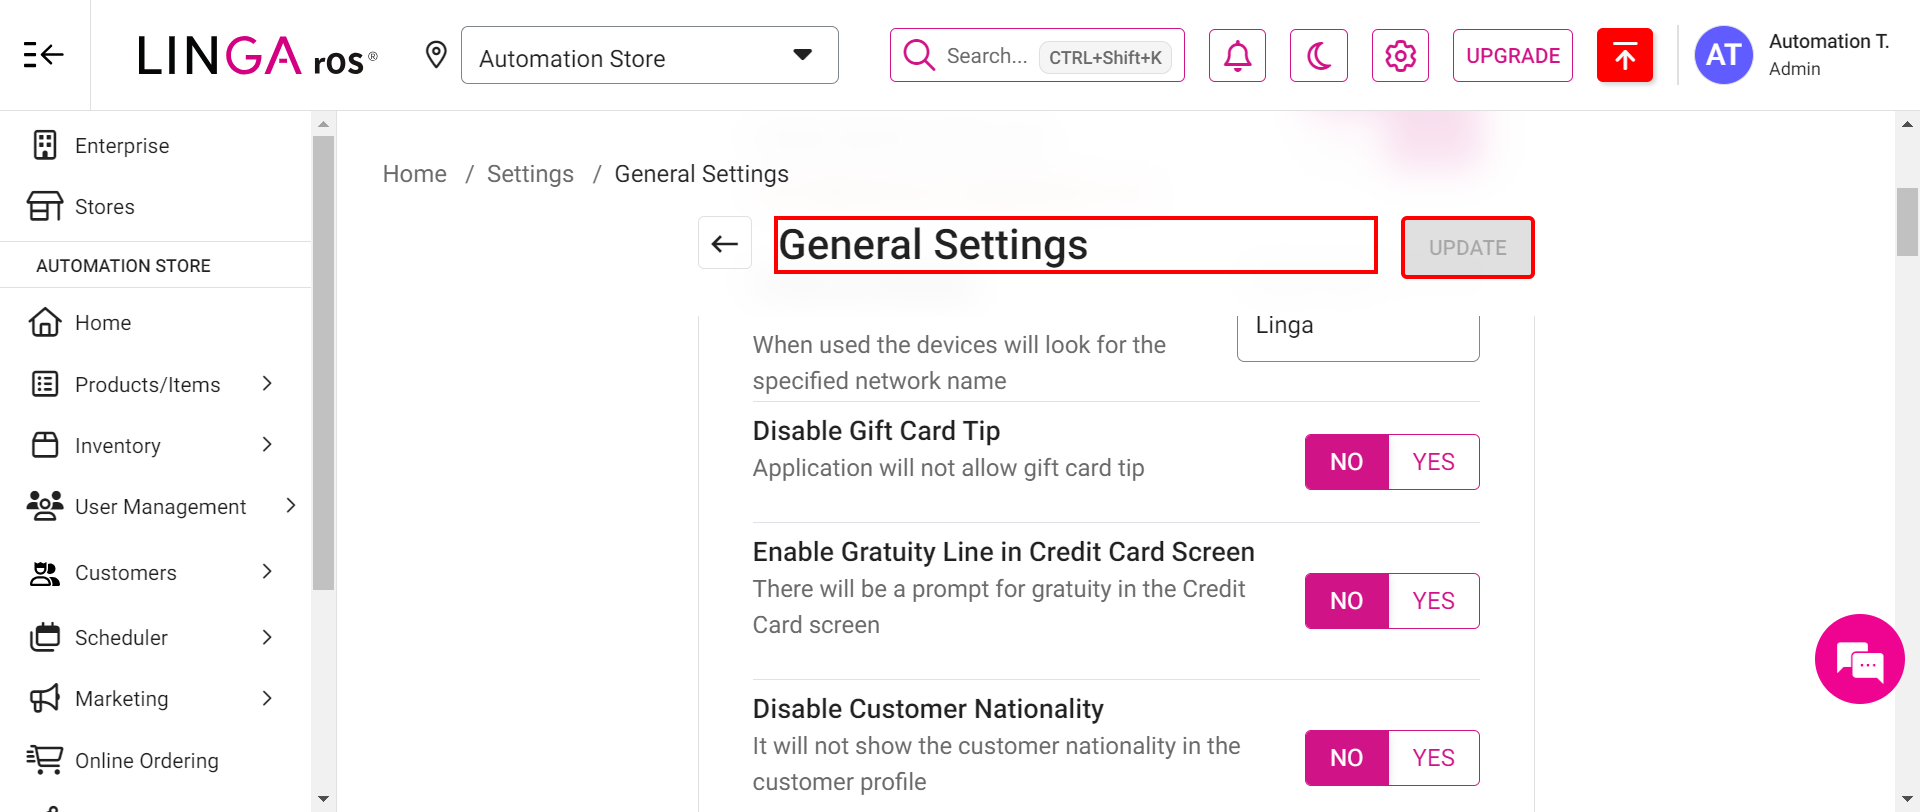 LINGA ros®
Automation Store
Search... CTRL+Shift+K
UPGRADE
AT
Automation T.
Admin
Enterprise
Stores
AUTOMATION STORE
Home
Products/Items
Inventory
User Management
Customers
Scheduler
Marketing
Online Ordering
Home / Settings / General Settings
General Settings
UPDATE
Linga
When used the devices will look for the
specified network name
Disable Gift Card Tip
Application will not allow gift card tip
NO YES
Enable Gratuity Line in Credit Card Screen
There will be a prompt for gratuity in the Credit
Card screen
NO YES
Disable Customer Nationality
It will not show the customer nationality in the
customer profile
NO YES